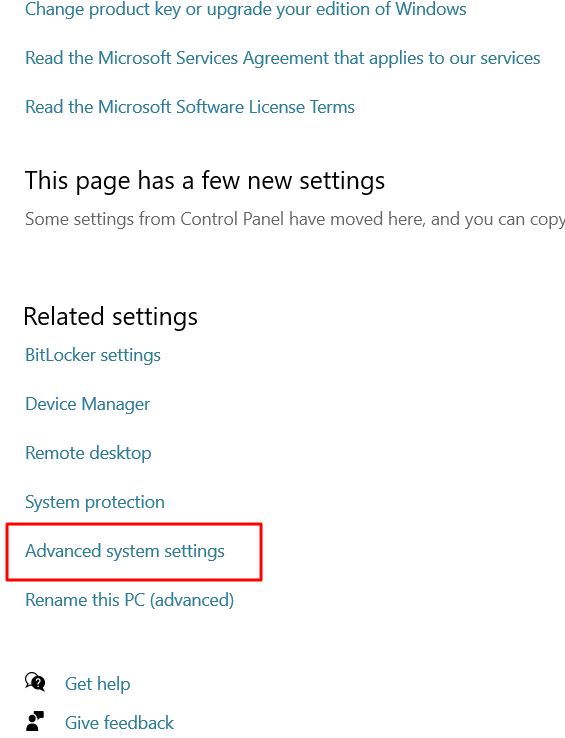 Change product key or upgrade your edition of Windows
Read the Microsoft Services Agreement that applies to our services
Read the Microsoft Software License Terms
This page has a few new settings
Some settings from Control Panel have moved here, and you can copy
Related settings
BitLocker settings
Device Manager
Remote desktop
System protection
Advanced system settings
Rename this PC (advanced)
Get help
Give feedback